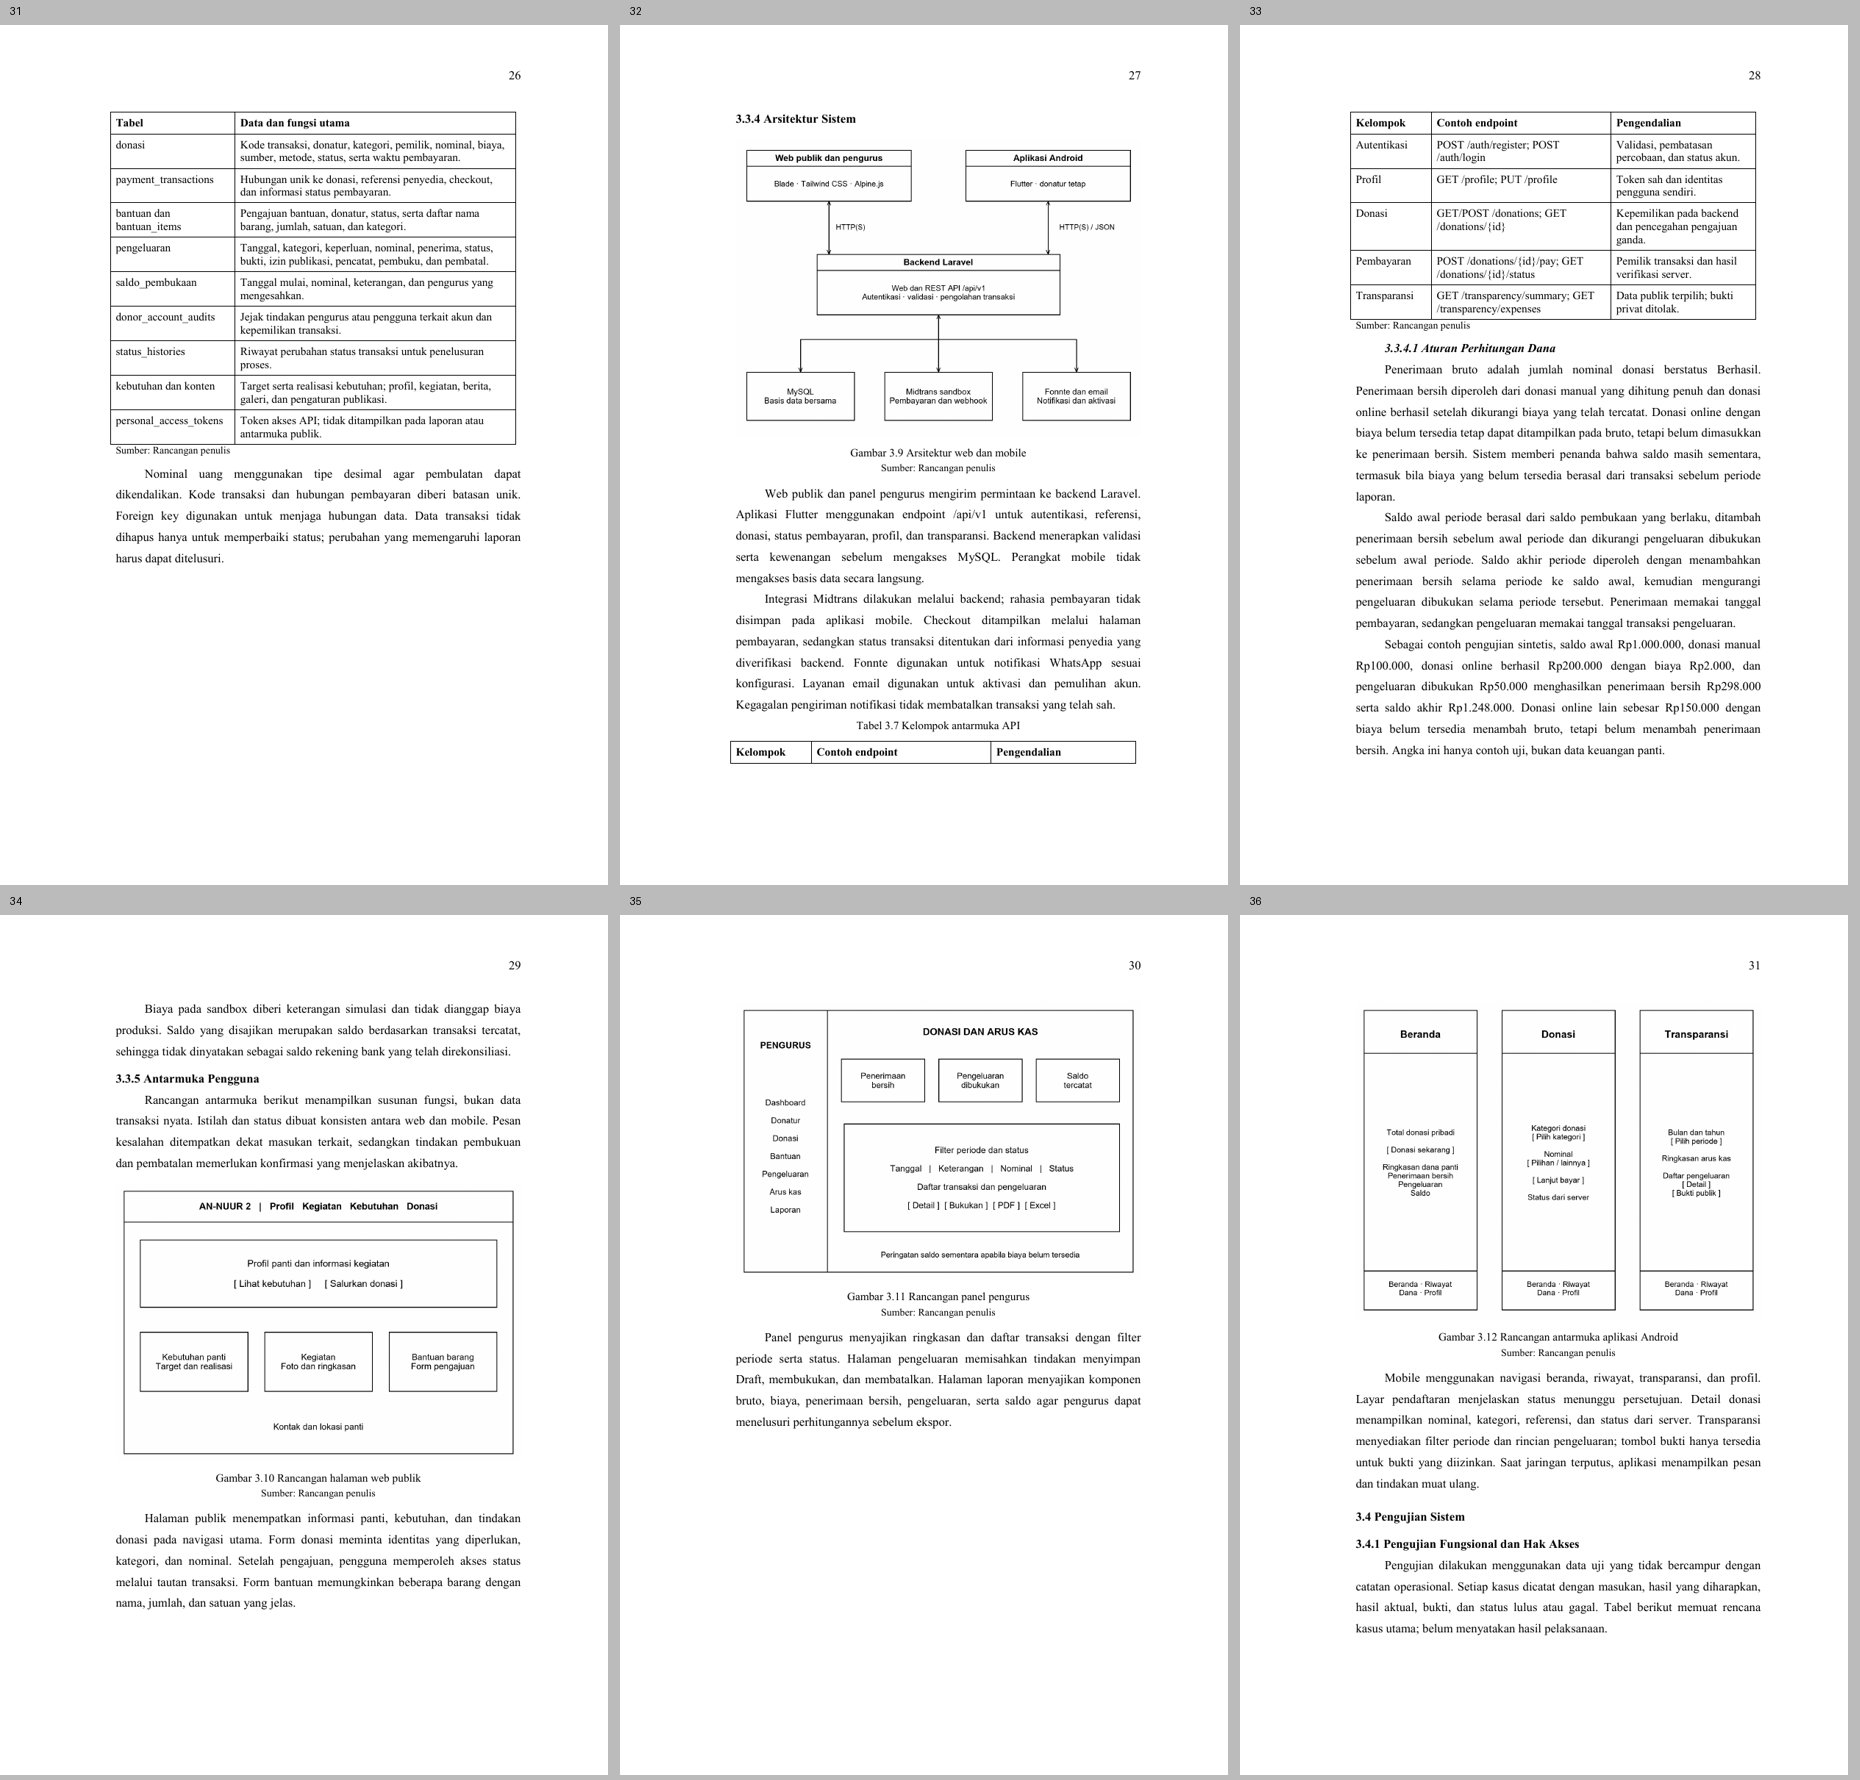 31
26
Tabel Data dan fungsi utama
donasi Kode transaksi, donatur, kategori, pemilik, nominal, biaya,
sumber, metode, status, serta waktu pembayaran.
payment_transactions Hubungan unik ke donasi, referensi penyedia, checkout,
dan informasi status pembayaran.
bantuan dan Pengajuan bantuan, donatur, status, serta daftar nama
bantuan_items barang, jumlah, satuan, dan kategori.
pengeluaran Tanggal, kategori, keperluan, nominal, penerima, status,
bukti, izin publikasi, pencatat, pembuku, dan pembatal.
saldo_pembukaan Tanggal mulai, nominal, keterangan, dan pengurus yang
mengesahkan.
donor_account_audits Jejak tindakan pengurus atau pengguna terkait akun dan
kepemilikan transaksi.
status_histories Riwayat perubahan status transaksi untuk penelusuran
proses.
kebutuhan dan konten Target serta realisasi kebutuhan; profil, kegiatan, berita,
galeri, dan pengaturan publikasi.
personal_access_tokens Token akses API; tidak ditampilkan pada laporan atau
antarmuka publik.
Sumber: Rancangan penulis
Nominal uang menggunakan tipe desimal agar pembulatan dapat
dikendalikan. Kode transaksi dan hubungan pembayaran diberi batasan unik.
Foreign key digunakan untuk menjaga hubungan data. Data transaksi tidak
dihapus hanya untuk memperbaiki status; perubahan yang memengaruhi laporan
harus dapat ditelusuri.
32
27
3.3.4 Arsitektur Sistem
Web publik dan pengurus
Blade · Tailwind CSS · Alpine.js
Aplikasi Android
Flutter · donatur tetap
HTTP(S)
HTTP(S) / JSON
Backend Laravel
Web dan REST API /api/v1
Autentikasi · validasi · pengolahan transaksi
MySQL
Basis data bersama
Midtrans sandbox
Pembayaran dan webhook
Fonnte dan email
Notifikasi dan aktivasi
Gambar 3.9 Arsitektur web dan mobile
Sumber: Rancangan penulis
Web publik dan panel pengurus mengirim permintaan ke backend Laravel.
Aplikasi Flutter menggunakan endpoint /api/v1 untuk autentikasi, referensi,
donasi, status pembayaran, profil, dan transparansi. Backend menerapkan validasi
serta kewenangan sebelum mengakses MySQL. Perangkat mobile tidak
mengakses basis data secara langsung.
Integrasi Midtrans dilakukan melalui backend; rahasia pembayaran tidak
disimpan pada aplikasi mobile. Checkout ditampilkan melalui halaman
pembayaran, sedangkan status transaksi ditentukan dari informasi penyedia yang
diverifikasi backend. Fonnte digunakan untuk notifikasi WhatsApp sesuai
konfigurasi. Layanan email digunakan untuk aktivasi dan pemulihan akun.
Kegagalan pengiriman notifikasi tidak membatalkan transaksi yang telah sah.
Tabel 3.7 Kelompok antarmuka API
Kelompok Contoh endpoint Pengendalian
33
28
Kelompok Contoh endpoint Pengendalian
Autentikasi POST /auth/register; POST Validasi, pembatasan
/auth/login percobaan, dan status akun.
Profil GET /profile; PUT /profile Token sah dan identitas
pengguna sendiri.
Donasi GET/POST /donations; GET Kepemilikan pada backend
/donations/{id} dan pencegahan pengajuan
ganda.
Pembayaran POST /donations/{id}/pay; GET Pemilik transaksi dan hasil
/donations/{id}/status verifikasi server.
Transparansi GET /transparency/summary; GET Data publik terpilih; bukti
/transparency/expenses privat ditolak.
Sumber: Rancangan penulis
3.3.4.1 Aturan Perhitungan Dana
Penerimaan bruto adalah jumlah nominal donasi berstatus Berhasil.
Penerimaan bersih diperoleh dari donasi manual yang dihitung penuh dan donasi
online berhasil setelah dikurangi biaya yang telah tercatat. Donasi online dengan
biaya belum tersedia tetap dapat ditampilkan pada bruto, tetapi belum dimasukkan
ke penerimaan bersih. Sistem memberi penanda bahwa saldo masih sementara,
termasuk bila biaya yang belum tersedia berasal dari transaksi sebelum periode
laporan.
Saldo awal periode berasal dari saldo pembukaan yang berlaku, ditambah
penerimaan bersih sebelum awal periode dan dikurangi pengeluaran dibukukan
sebelum awal periode. Saldo akhir periode diperoleh dengan menambahkan
penerimaan bersih selama periode ke saldo awal, kemudian mengurangi
pengeluaran dibukukan selama periode tersebut. Penerimaan memakai tanggal
pembayaran, sedangkan pengeluaran memakai tanggal transaksi pengeluaran.
Sebagai contoh pengujian sintetis, saldo awal Rp1.000.000, donasi manual
Rp100.000, donasi online berhasil Rp200.000 dengan biaya Rp2.000, dan
pengeluaran dibukukan Rp50.000 menghasilkan penerimaan bersih Rp298.000
serta saldo akhir Rp1.248.000. Donasi online lain sebesar Rp150.000 dengan
biaya belum tersedia menambah bruto, tetapi belum menambah penerimaan
bersih. Angka ini hanya contoh uji, bukan data keuangan panti.
34
29
Biaya pada sandbox diberi keterangan simulasi dan tidak dianggap biaya
produksi. Saldo yang disajikan merupakan saldo berdasarkan transaksi tercatat,
sehingga tidak dinyatakan sebagai saldo rekening bank yang telah direkonsiliasi.
3.3.5 Antarmuka Pengguna
Rancangan antarmuka berikut menampilkan susunan fungsi, bukan data
transaksi nyata. Istilah dan status dibuat konsisten antara web dan mobile. Pesan
kesalahan ditempatkan dekat masukan terkait, sedangkan tindakan pembukuan
dan pembatalan memerlukan konfirmasi yang menjelaskan akibatnya.
AN-NUUR 2 | Profil Kegiatan Kebutuhan Donasi
Profil panti dan informasi kegiatan
[ Lihat kebutuhan ] [ Salurkan donasi ]
Kebutuhan panti
Target dan realisasi
Kegiatan
Foto dan ringkasan
Bantuan barang
Form pengajuan
Kontak dan lokasi panti
Gambar 3.10 Rancangan halaman web publik
Sumber: Rancangan penulis
Halaman publik menempatkan informasi panti, kebutuhan, dan tindakan
donasi pada navigasi utama. Form donasi meminta identitas yang diperlukan,
kategori, dan nominal. Setelah pengajuan, pengguna memperoleh akses status
melalui tautan transaksi. Form bantuan memungkinkan beberapa barang dengan
nama, jumlah, dan satuan yang jelas.
35
30
PENGURUS
Dashboard
Donatur
Donasi
Bantuan
Pengeluaran
Arus kas
Laporan
DONASI DAN ARUS KAS
Penerimaan
bersih
Pengeluaran
dibukukan
Saldo
tercatat
Filter periode dan status
Tanggal | Keterangan | Nominal | Status
Daftar transaksi dan pengeluaran
[ Detail ] [ Bukukan ] [ PDF ] [ Excel ]
Peringatan saldo sementara apabila biaya belum tersedia
Gambar 3.11 Rancangan panel pengurus
Sumber: Rancangan penulis
Panel pengurus menyajikan ringkasan dan daftar transaksi dengan filter
periode serta status. Halaman pengeluaran memisahkan tindakan menyimpan
Draft, membukukan, dan membatalkan. Halaman laporan menyajikan komponen
bruto, biaya, penerimaan bersih, pengeluaran, serta saldo agar pengurus dapat
menelusuri perhitungannya sebelum ekspor.
36
31
Beranda
Total donasi pribadi
[ Donasi sekarang ]
Ringkasan dana panti
Penerimaan bersih
Pengeluaran
Saldo
Beranda · Riwayat
Dana · Profil
Donasi
Kategori donasi
[ Pilih kategori ]
Nominal
[ Pilihan / lainnya ]
[ Lanjut bayar ]
Status dari server
Beranda · Riwayat
Dana · Profil
Transparansi
Bulan dan tahun
[ Pilih periode ]
Ringkasan arus kas
Daftar pengeluaran
[ Detail ]
[ Bukti publik ]
Beranda · Riwayat
Dana · Profil
Gambar 3.12 Rancangan antarmuka aplikasi Android
Sumber: Rancangan penulis
Mobile menggunakan navigasi beranda, riwayat, transparansi, dan profil.
Layar pendaftaran menjelaskan status menunggu persetujuan. Detail donasi
menampilkan nominal, kategori, referensi, dan status dari server. Transparansi
menyediakan filter periode dan rincian pengeluaran; tombol bukti hanya tersedia
untuk bukti yang diizinkan. Saat jaringan terputus, aplikasi menampilkan pesan
dan tindakan muat ulang.
3.4 Pengujian Sistem
3.4.1 Pengujian Fungsional dan Hak Akses
Pengujian dilakukan menggunakan data uji yang tidak bercampur dengan
catatan operasional. Setiap kasus dicatat dengan masukan, hasil yang diharapkan,
hasil aktual, bukti, dan status lulus atau gagal. Tabel berikut memuat rencana
kasus utama; belum menyatakan hasil pelaksanaan.